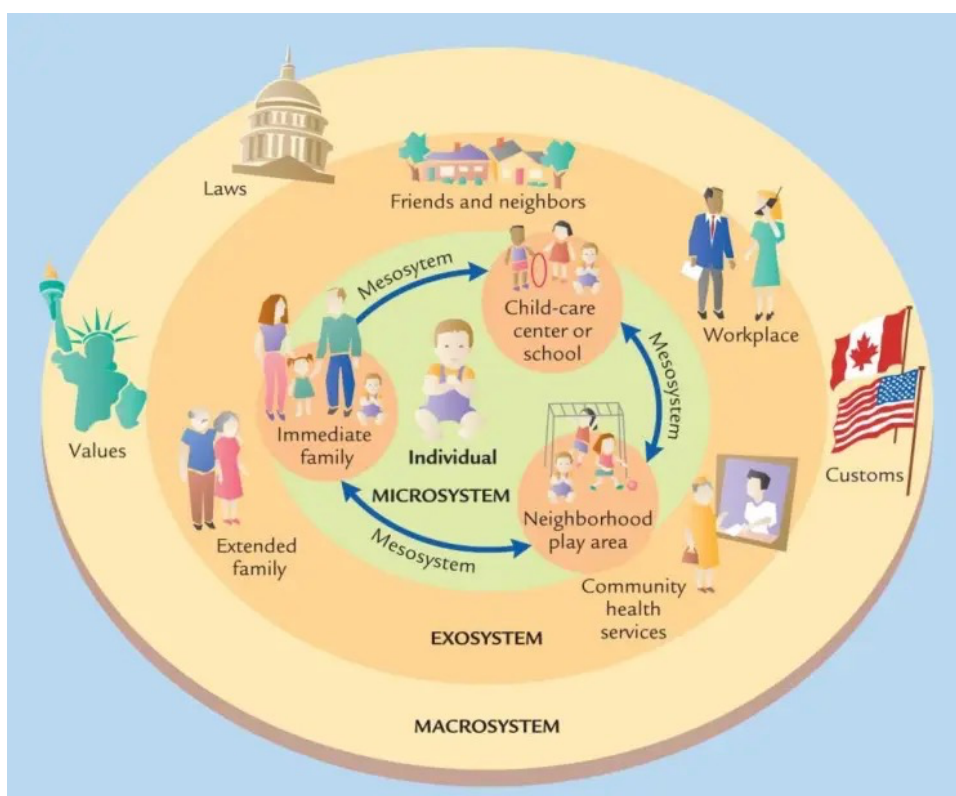 Laws
Friends and neighbors
Mesosytem
Child-care
center or
school
Workplace
Mesosystem
Values
Immediate
family
Individual
MICROSYSTEM
Customs
Extended
family
Mesosystem
Neighborhood
play area
Community
health
services
EXOSYSTEM
MACROSYSTEM